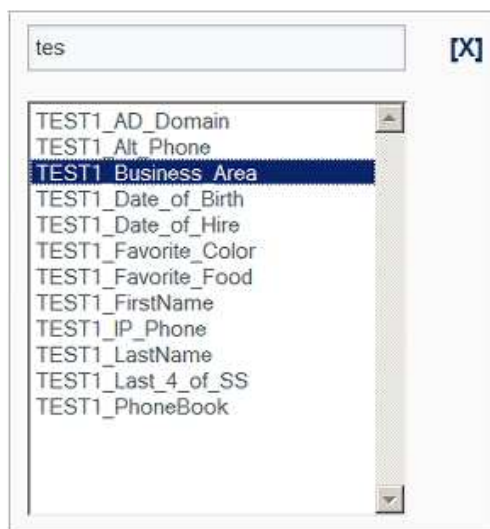 tes
[X]
TEST1_AD_Domain
TEST1_Alt_Phone
TEST1_Business_Area
TEST1_Date_of_Birth
TEST1_Date_of_Hire
TEST1_Favorite_Color
TEST1_Favorite_Food
TEST1_FirstName
TEST1_IP_Phone
TEST1_LastName
TEST1_Last_4_of_SS
TEST1_PhoneBook